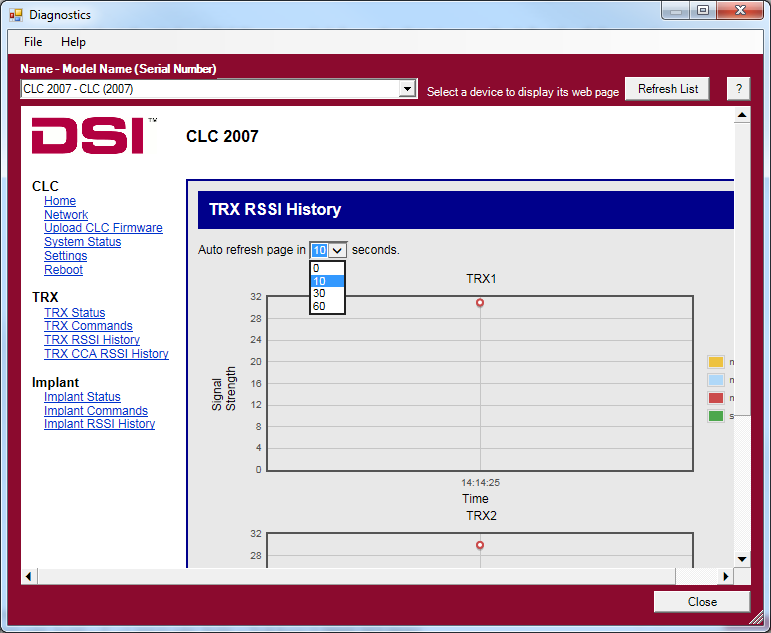 Diagnostics
File Help
Name - Model Name (Serial Number)
CLC 2007 - CLC (2007)
Select a device to display its web page
Refresh List
?
DSI™
CLC 2007
CLC
Home
Network
Upload CLC Firmware
System Status
Settings
Reboot
TRX
TRX Status
TRX Commands
TRX RSSI History
TRX CCA RSSI History
Implant
Implant Status
Implant Commands
Implant RSSI History
TRX RSSI History
Auto refresh page in 10 seconds.
0
10
30
60
TRX1
32
28
24
20
16
12
8
4
0
Signal
Strength
14:14:25
Time
TRX2
32
28
Close